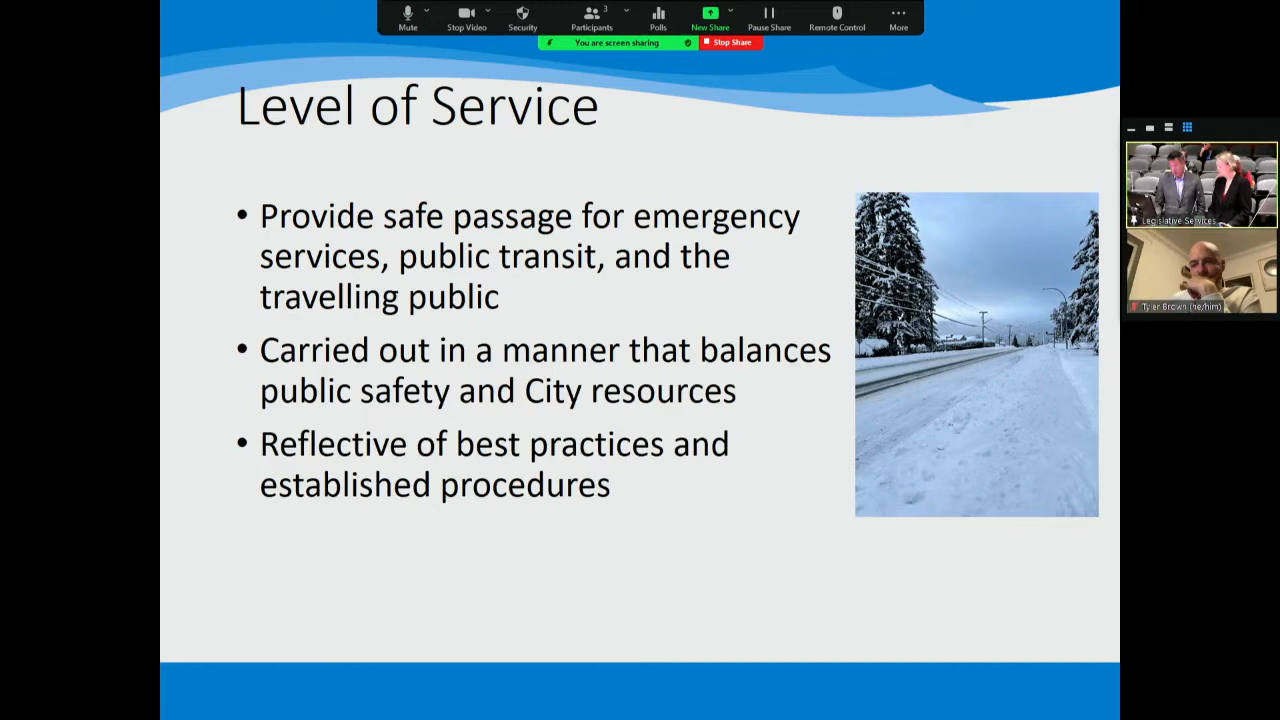 3
Mute Stop Video Security Participants Polls New Share Pause Share Remote Control More
You are screen sharing Stop Share
Level of Service
• Provide safe passage for emergency
services, public transit, and the
travelling public
• Carried out in a manner that balances
public safety and City resources
• Reflective of best practices and
established procedures
Legislative Services
Tyler Brown (he/him)